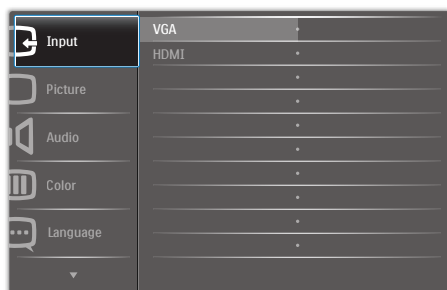 Input
Picture
Audio
Color
Language
VGA
HDMI